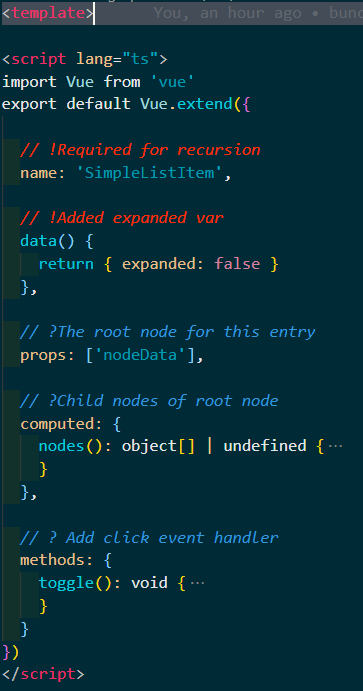 <template> You, an hour ago • bund
<script lang="ts">
import Vue from 'vue'
export default Vue.extend({
// !Required for recursion
name: 'SimpleListItem',
// !Added expanded var
data() {
return { expanded: false }
},
// ?The root node for this entry
props: ['nodeData'],
// ?Child nodes of root node
computed: {
nodes(): object[] | undefined { ⋯
}
},
// ? Add click event handler
methods: {
toggle(): void { ⋯
}
}
})
</script>